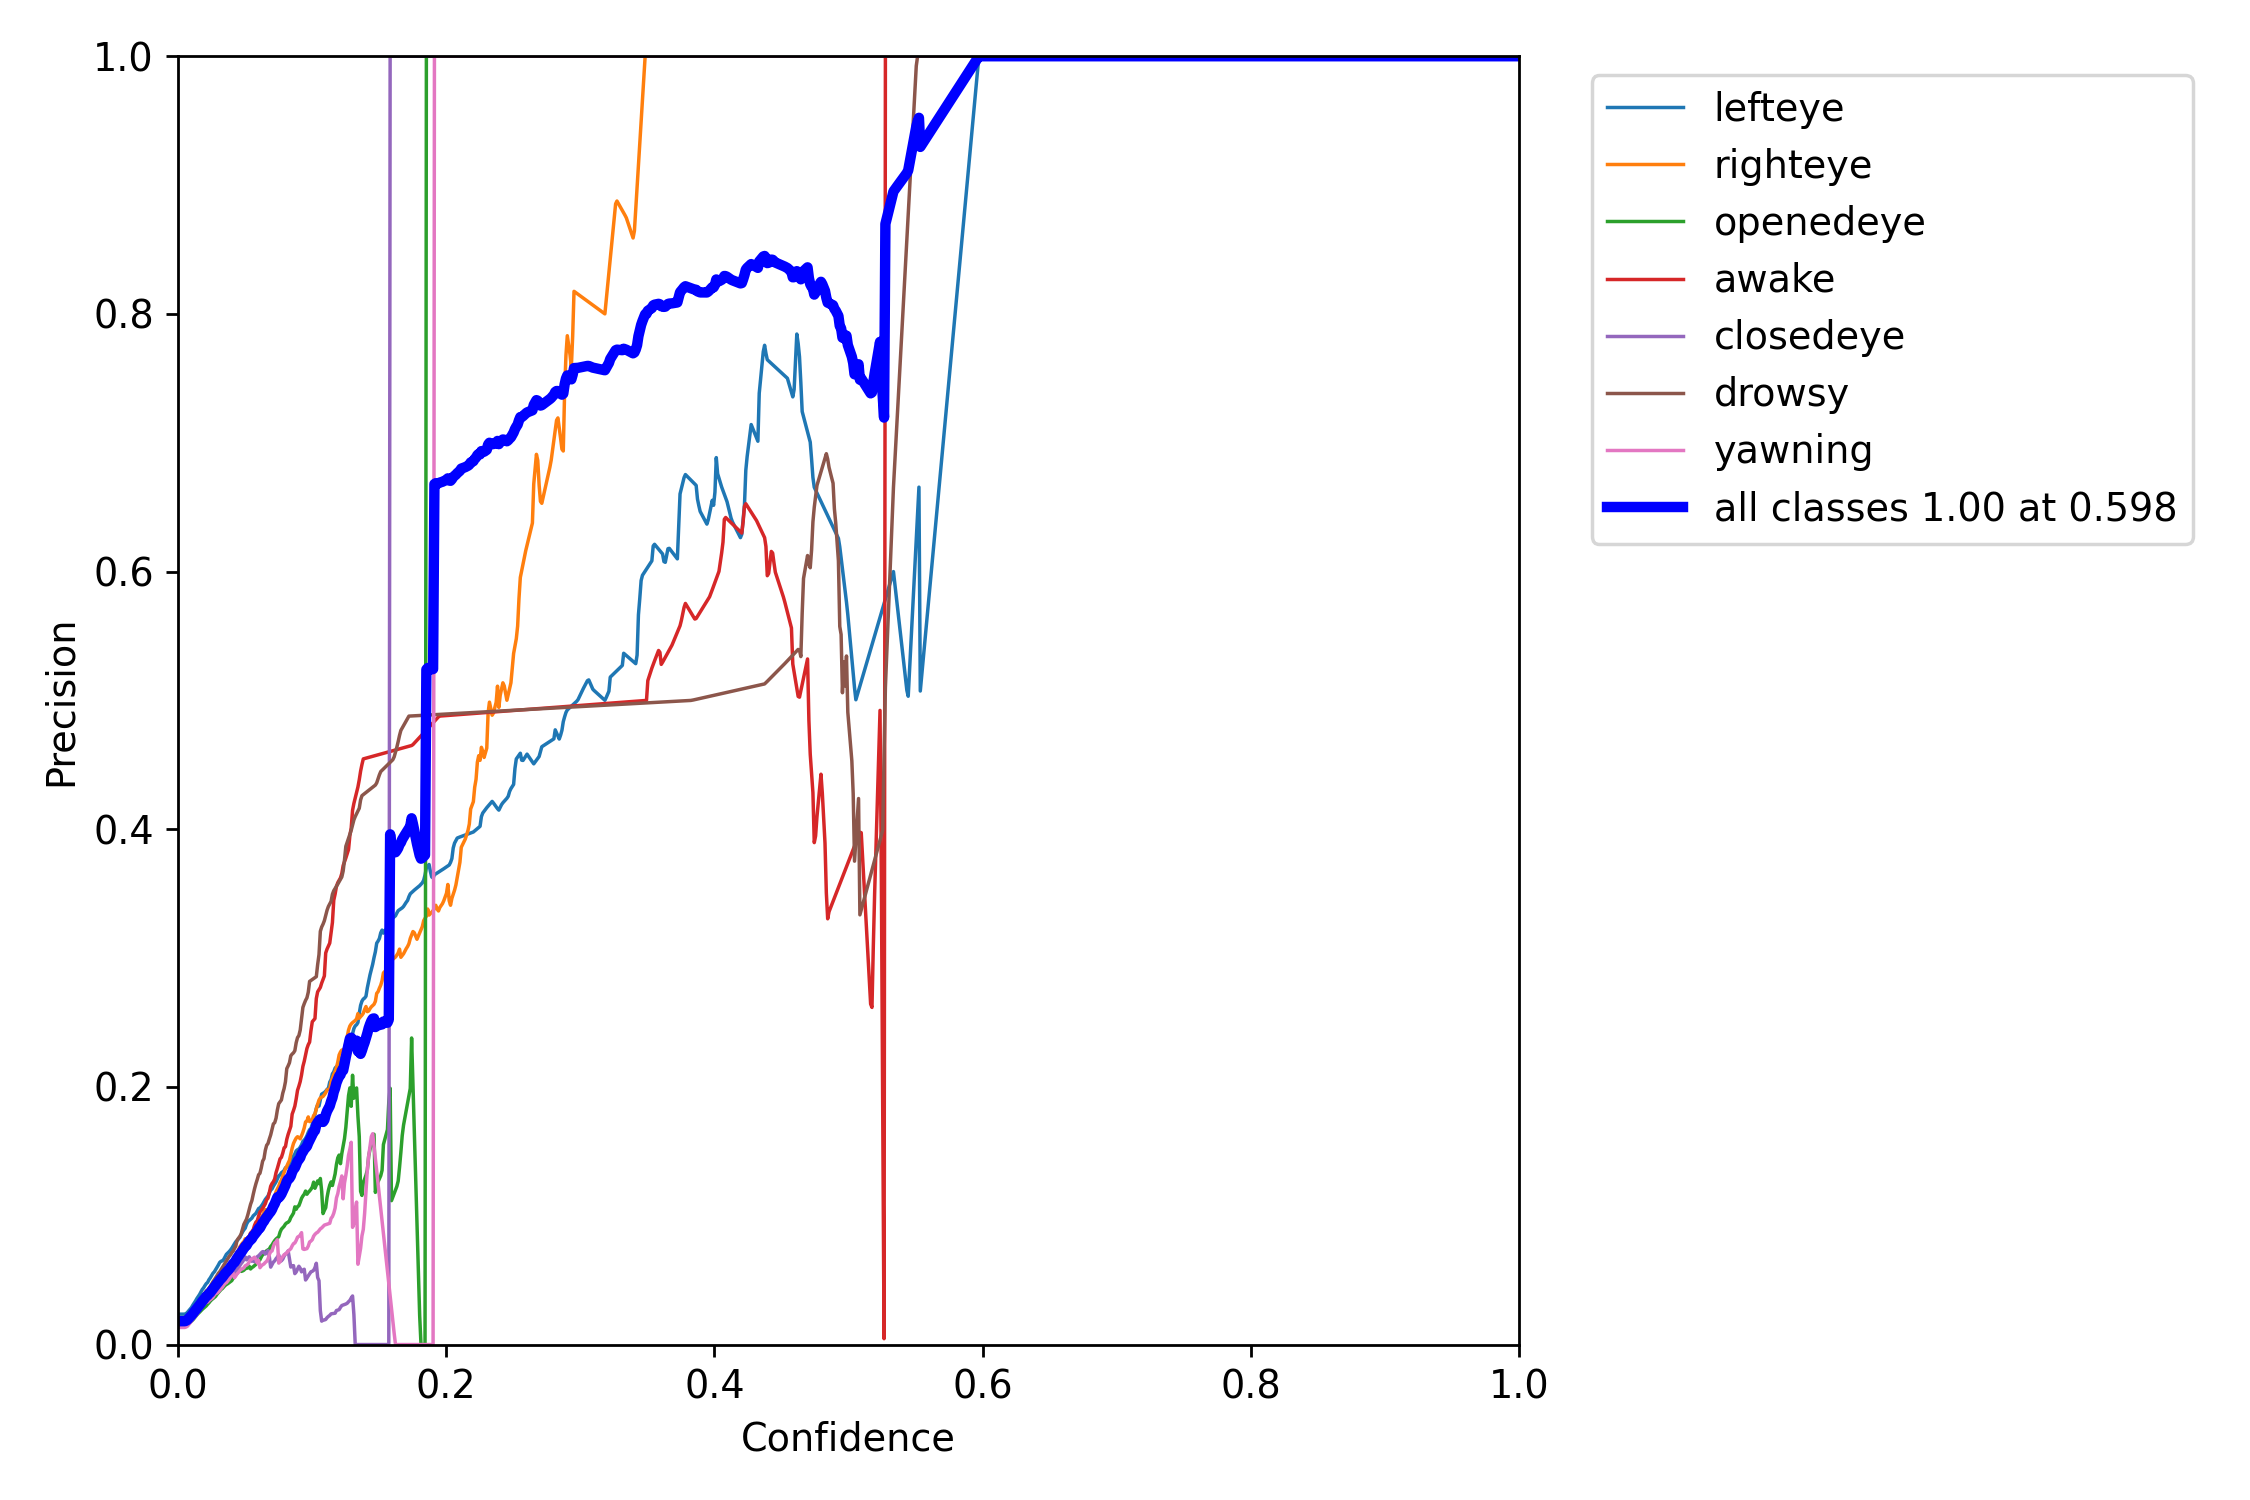 1.0
0.8
0.6
0.4
0.2
0.0
Precision
0.0 0.2 0.4 0.6 0.8 1.0
Confidence
lefteye
righteye
openedeye
awake
closedeye
drowsy
yawning
all classes 1.00 at 0.598